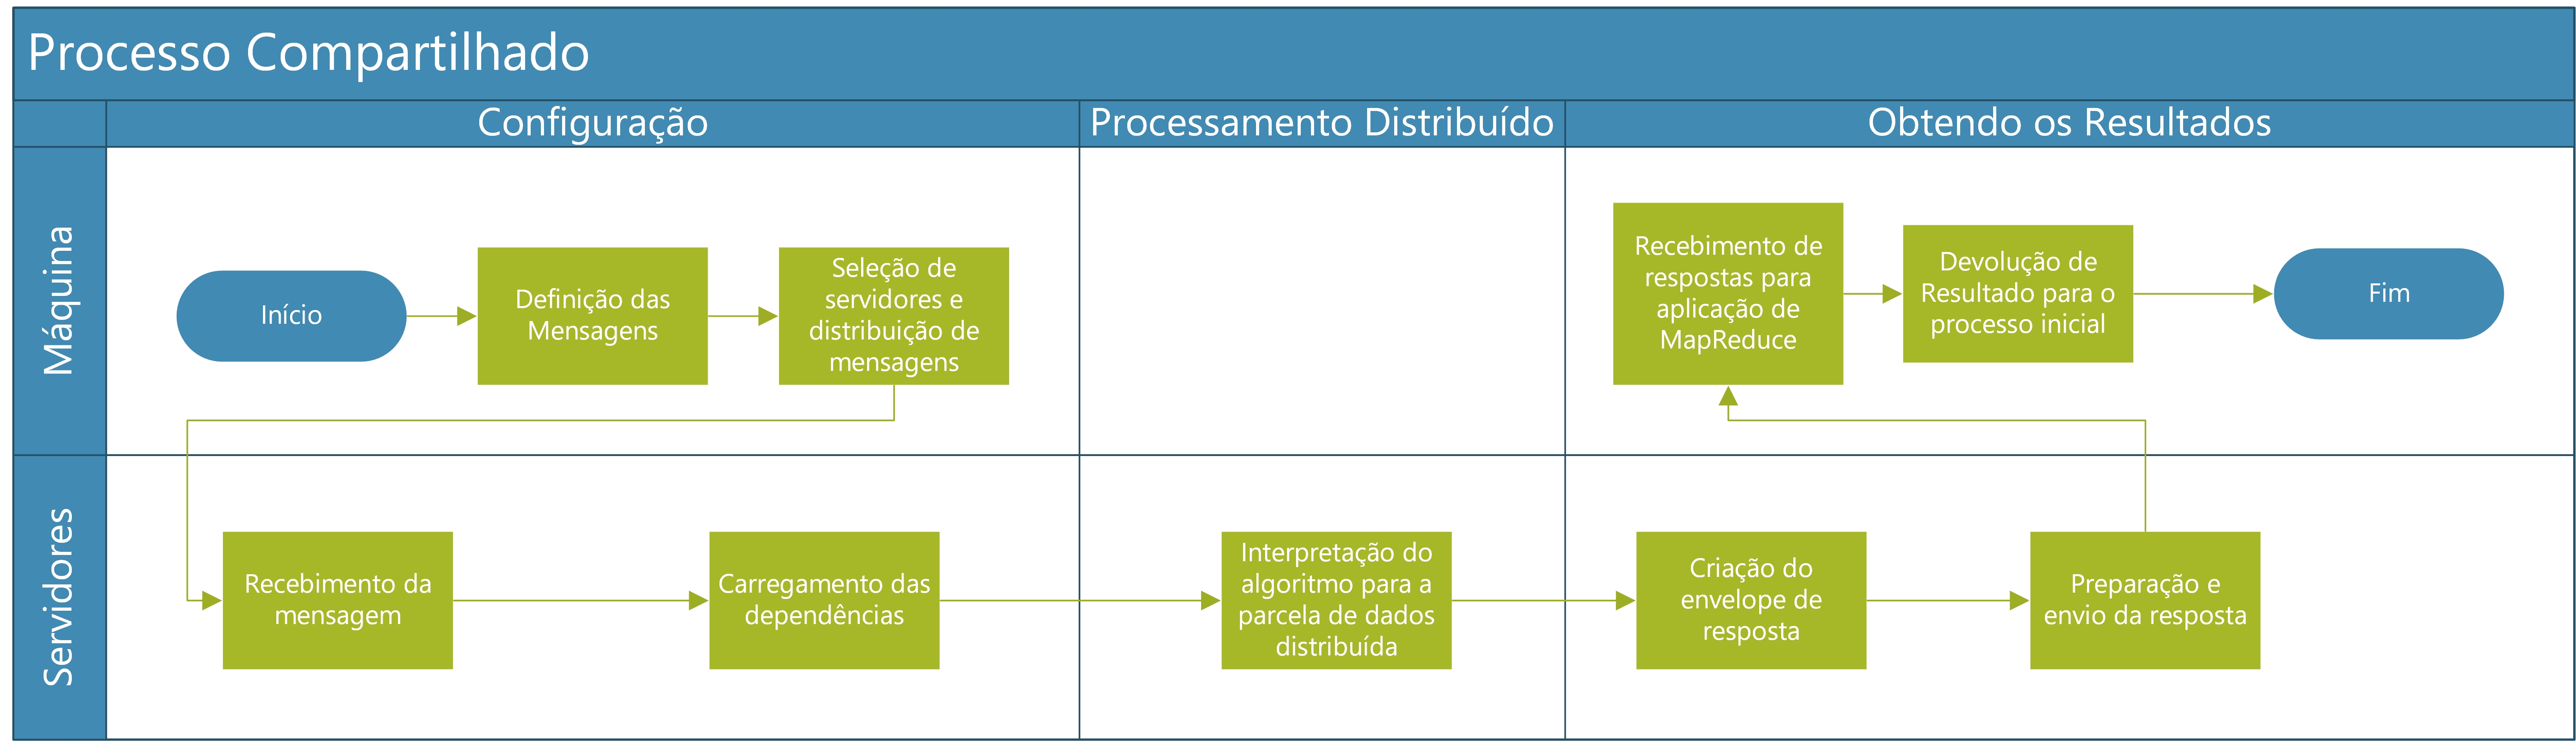 Processo Compartilhado
Configuração
Processamento Distribuído
Obtendo os Resultados
Máquina
Início
Definição das
Mensagens
Seleção de
servidores e
distribuição de
mensagens
Recebimento de
respostas para
aplicação de
MapReduce
Devolução de
Resultado para o
processo inicial
Fim
Servidores
Recebimento da
mensagem
Carregamento das
dependências
Interpretação do
algoritmo para a
parcela de dados
distribuída
Criação do
envelope de
resposta
Preparação e
envio da resposta